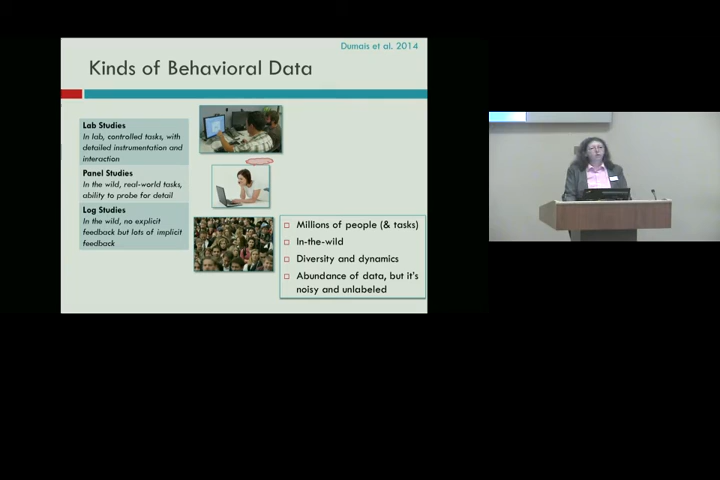 Dumais et al. 2014
Kinds of Behavioral Data
Lab Studies
In lab, controlled tasks, with
detailed instrumentation and
interaction
Panel Studies
In the wild, real-world tasks,
ability to probe for detail
Log Studies
In the wild, no explicit
feedback but lots of implicit
feedback
Millions of people (& tasks)
In-the-wild
Diversity and dynamics
Abundance of data, but it's
noisy and unlabeled